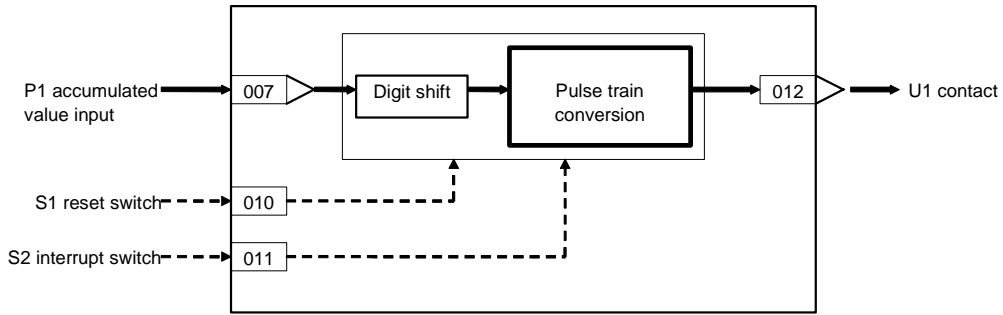 P1 accumulated
value input
007
Digit shift
Pulse train
conversion
012
U1 contact
S1 reset switch
010
S2 interrupt switch
011